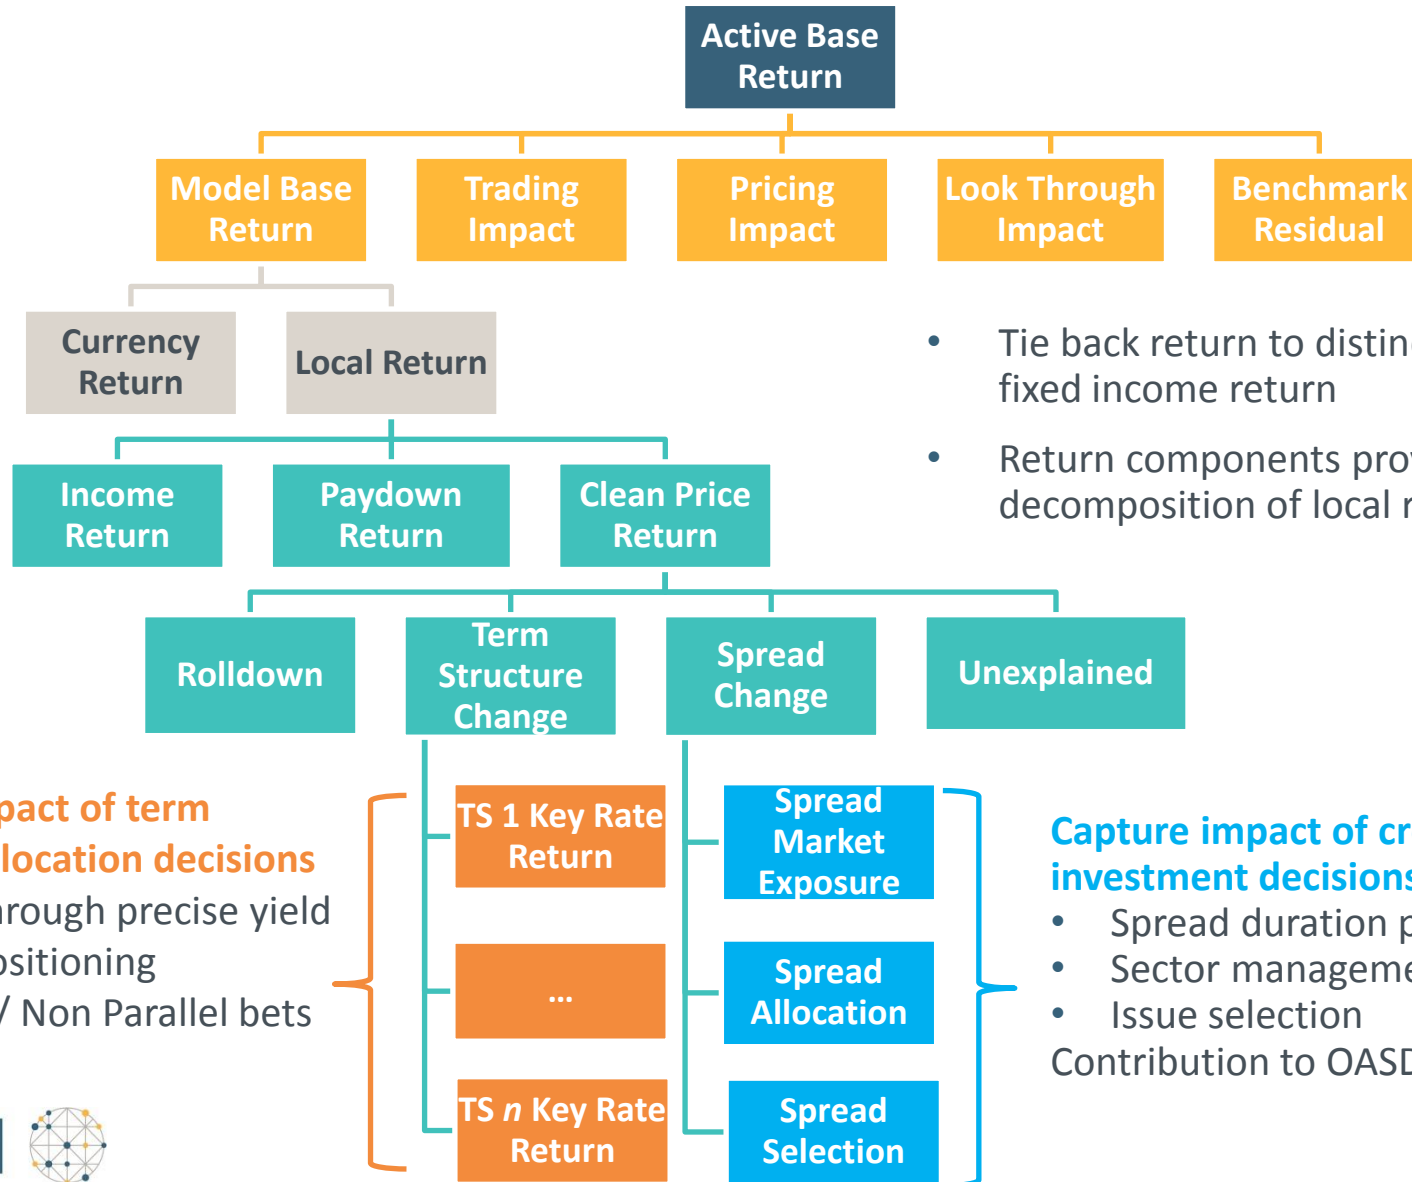 Active Base
Return
Model Base
Return
Trading
Impact
Pricing
Impact
Look Through
Impact
Benchmark
Residual
Currency
Return
Local Return
• Tie back return to distin
fixed income return
• Return components prov
decomposition of local r
Income
Return
Paydown
Return
Clean Price
Return
Rolldown
Term
Structure
Change
Spread
Change
Unexplained
pact of term
location decisions
hrough precise yield
ositioning
/ Non Parallel bets
TS 1 Key Rate
Return
...
TS n Key Rate
Return
Spread
Market
Exposure
Spread
Allocation
Spread
Selection
Capture impact of cr
investment decisions
• Spread duration p
• Sector manageme
• Issue selection
Contribution to OASD